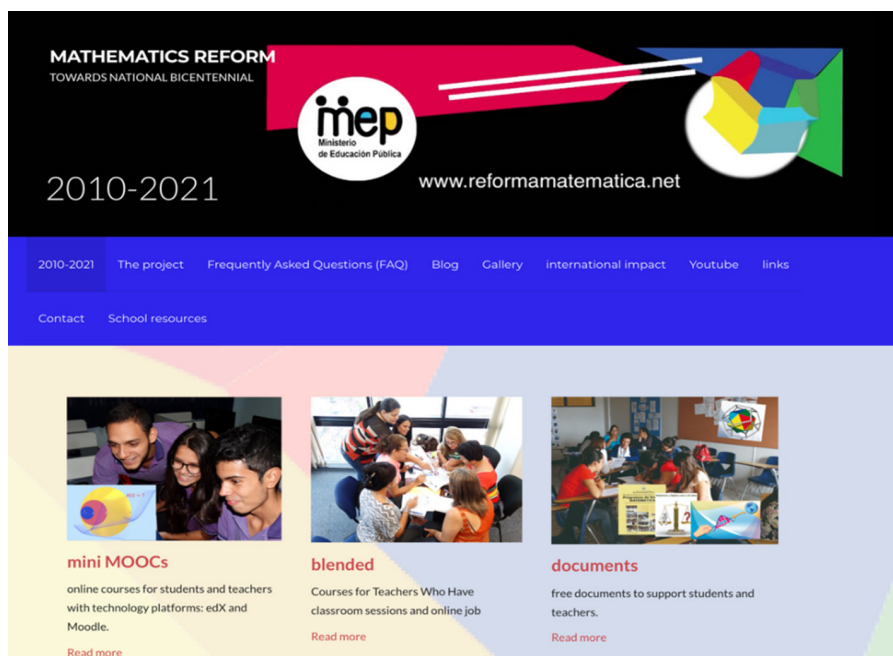 MATHEMATICS REFORM
TOWARDS NATIONAL BICENTENNIAL
mep
Ministerio
de Educación Pública
2010-2021
www.reformamatematica.net
2010-2021 The project Frequently Asked Questions (FAQ) Blog Gallery international impact Youtube links
Contact School resources
mini MOOCs
online courses for students and teachers
with technology platforms: edX and
Moodle.
Read more
blended
Courses for Teachers Who Have
classroom sessions and online job
Read more
documents
free documents to support students and
teachers.
Read more